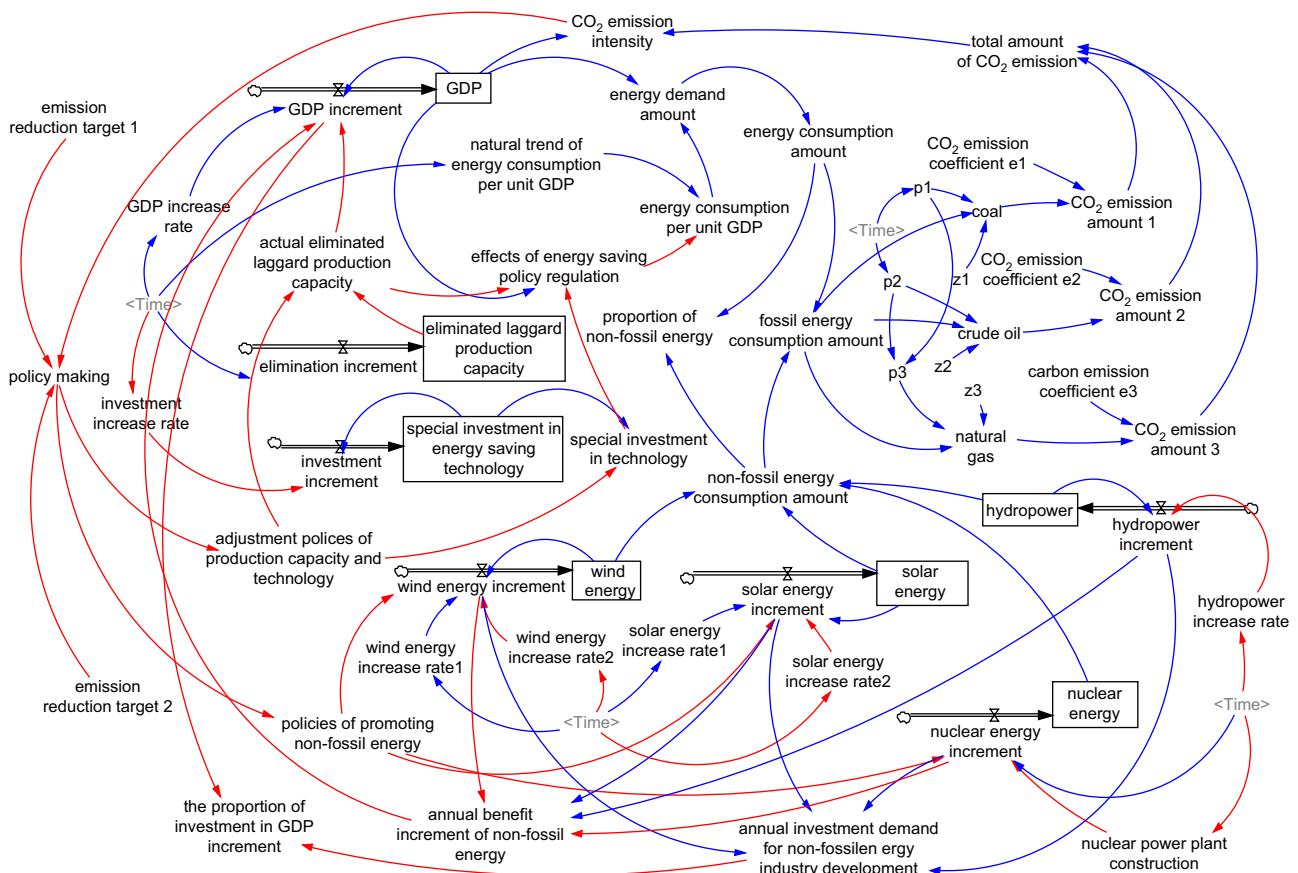 CO₂ emission
intensity
total amount
of CO₂ emission
GDP
GDP increment
emission
reduction target 1
energy demand
amount
energy consumption
amount
natural trend of
energy consumption
per unit GDP
CO₂ emission
coefficient e1
p1
coal
CO₂ emission
amount 1
GDP increase
rate
energy consumption
per unit GDP
<Time>
actual eliminated
laggard production
capacity
effects of energy saving
policy regulation
CO₂ emission
coefficient e2
p2
z1
CO₂ emission
amount 2
<Time>
eliminated laggard
production
capacity
elimination increment
proportion of
non-fossil energy
fossil energy
consumption amount
crude oil
z2
p3
policy making
investment
increase rate
carbon emission
coefficient e3
z3
special investment in
energy saving
technology
investment
increment
special investment
in technology
natural
gas
CO₂ emission
amount 3
non-fossil energy
consumption amount
hydropower
hydropower
increment
adjustment polices of
production capacity and
technology
wind energy increment
wind
energy
solar energy
increment
solar
energy
hydropower
increase rate
wind energy
increase rate1
wind energy
increase rate2
solar energy
increase rate1
solar energy
increase rate2
emission
reduction target 2
policies of promoting
non-fossil energy
<Time>
nuclear
energy
nuclear energy
increment
<Time>
the proportion of
investment in GDP
increment
annual benefit
increment of non-fossil
energy
annual investment demand
for non-fossilen ergy
industry development
nuclear power plant
construction